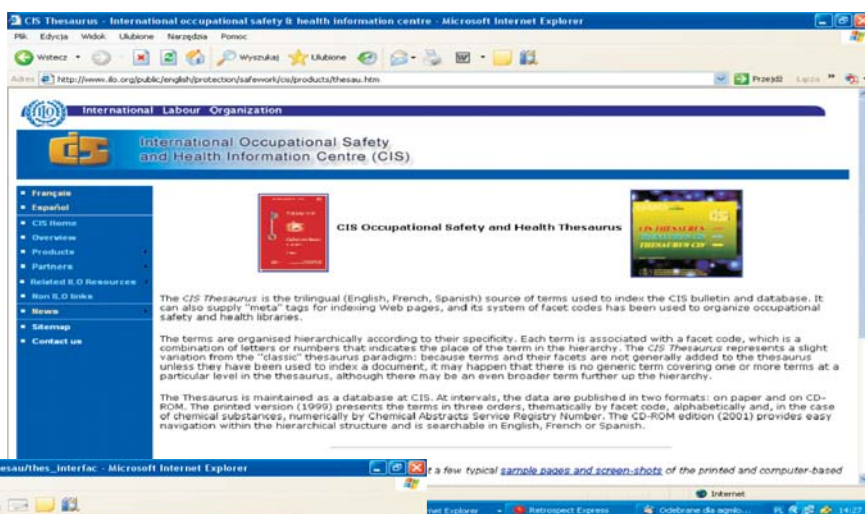 CIS Thesaurus - International occupational safety & health information centre - Microsoft Internet Explorer
Plik Edycja Widok Ulubione Narzędzia Pomoc
Wstecz Wyszukaj Ulubione
Adres http://www.ilo.org/public/english/protection/safework/cis/products/thesau.htm Przejdź Łącza »
International Labour Organization
cis International Occupational Safety
and Health Information Centre (CIS)
Français
Español
CIS Home
Overview
Products
Partners
Related ILO Resources
Non ILO links
News
Sitemap
Contact us
CIS Occupational Safety and Health Thesaurus
CIS THESAURUS
THESAURUS CIS
The CIS Thesaurus is the trilingual (English, French, Spanish) source of terms used to index the CIS bulletin and database. It
can also supply "meta" tags for indexing Web pages, and its system of facet codes has been used to organize occupational
safety and health libraries.
The terms are organised hierarchically according to their specificity. Each term is associated with a facet code, which is a
combination of letters or numbers that indicates the place of the term in the hierarchy. The CIS Thesaurus represents a slight
variation from the "classic" thesaurus paradigm: because terms and their facets are not generally added to the thesaurus
unless they have been used to index a document, it may happen that there is no generic term covering one or more terms at a
particular level in the thesaurus, although there may be an even broader term further up the hierarchy.
The Thesaurus is maintained as a database at CIS. At intervals, the data are published in two formats: on paper and on CD-
ROM. The printed version (1999) presents the terms in three orders, thematically by facet code, alphabetically and, in the case
of chemical substances, numerically by Chemical Abstracts Service Registry Number. The CD-ROM edition (2001) provides easy
navigation within the hierarchical structure and is searchable in English, French or Spanish.
t a few typical sample pages and screen-shots of the printed and computer-based
esau/thes_interfac - Microsoft Internet Explorer
Internet
net Explorer Retrospect Express Odebrane dla agnio... PL 14:27